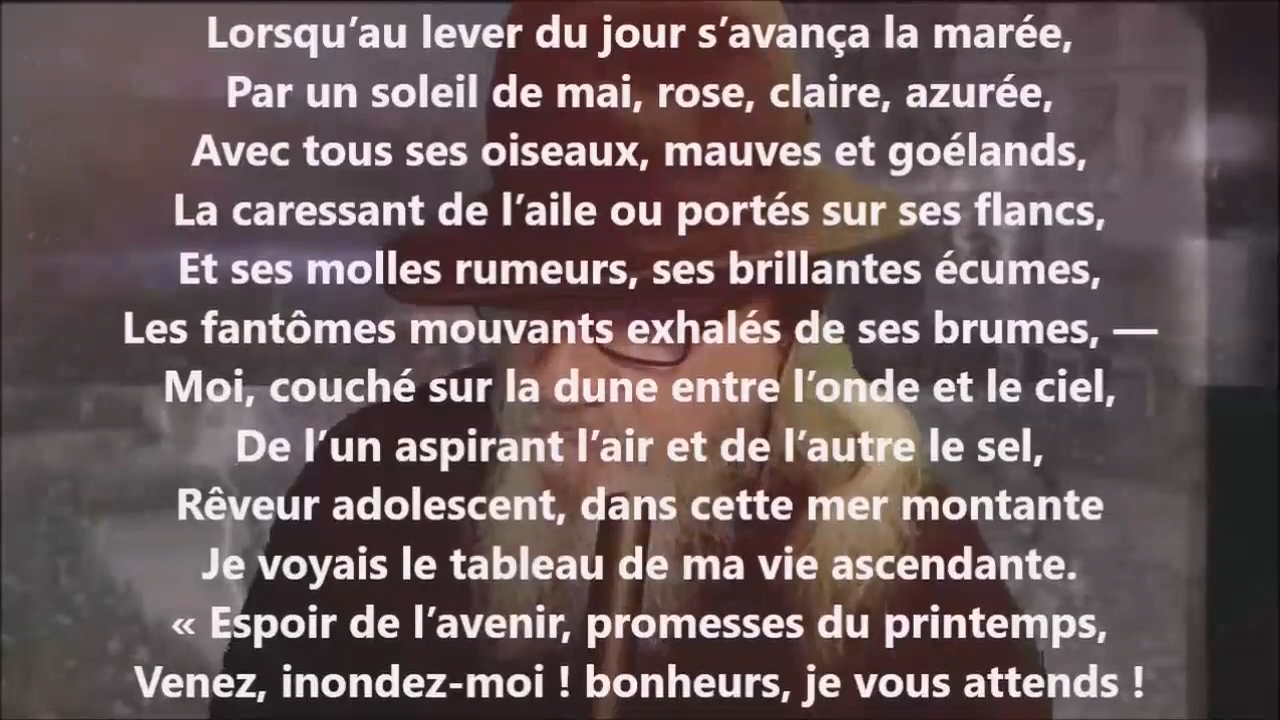 Lorsqu’au lever du jour s’avança la marée,
Par un soleil de mai, rose, claire, azurée,
Avec tous ses oiseaux, mauves et goélands,
La caressant de l’aile ou portés sur ses flancs,
Et ses molles rumeurs, ses brillantes écumes,
Les fantômes mouvants exhalés de ses brumes, —
Moi, couché sur la dune entre l’onde et le ciel,
De l’un aspirant l’air et de l’autre le sel,
Rêveur adolescent, dans cette mer montante
Je voyais le tableau de ma vie ascendante.
« Espoir de l’avenir, promesses du printemps,
Venez, inondez-moi ! bonheurs, je vous attends !